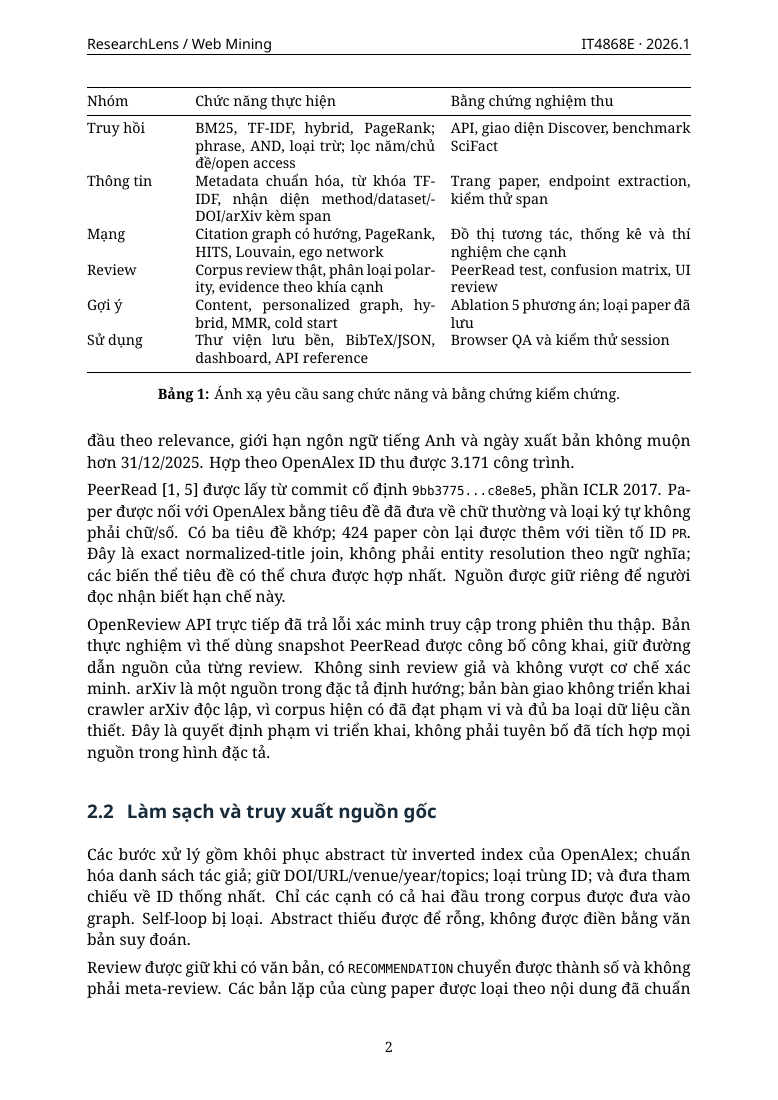 ResearchLens / Web Mining IT4868E · 2026.1
Nhóm Chức năng thực hiện Bằng chứng nghiệm thu
Truy hồi BM25, TF-IDF, hybrid, PageRank; API, giao diện Discover, benchmark
phrase, AND, loại trừ; lọc năm/chủ SciFact
đề/open access
Thông tin Metadata chuẩn hóa, từ khóa TF- Trang paper, endpoint extraction,
IDF, nhận diện method/dataset/- kiểm thử span
DOI/arXiv kèm span
Mạng Citation graph có hướng, PageRank, Đồ thị tương tác, thống kê và thí
HITS, Louvain, ego network nghiệm che cạnh
Review Corpus review thật, phân loại polar- PeerRead test, confusion matrix, UI
ity, evidence theo khía cạnh review
Gợi ý Content, personalized graph, hy- Ablation 5 phương án; loại paper đã
brid, MMR, cold start lưu
Sử dụng Thư viện lưu bền, BibTeX/JSON, Browser QA và kiểm thử session
dashboard, API reference
Bảng 1: Ánh xạ yêu cầu sang chức năng và bằng chứng kiểm chứng.
đầu theo relevance, giới hạn ngôn ngữ tiếng Anh và ngày xuất bản không muộn
hơn 31/12/2025. Hợp theo OpenAlex ID thu được 3.171 công trình.
PeerRead [1, 5] được lấy từ commit cố định 9bb3775...c8e8e5, phần ICLR 2017. Pa-
per được nối với OpenAlex bằng tiêu đề đã đưa về chữ thường và loại ký tự không
phải chữ/số. Có ba tiêu đề khớp; 424 paper còn lại được thêm với tiền tố ID PR.
Đây là exact normalized-title join, không phải entity resolution theo ngữ nghĩa;
các biến thể tiêu đề có thể chưa được hợp nhất. Nguồn được giữ riêng để người
đọc nhận biết hạn chế này.
OpenReview API trực tiếp đã trả lỗi xác minh truy cập trong phiên thu thập. Bản
thực nghiệm vì thế dùng snapshot PeerRead được công bố công khai, giữ đường
dẫn nguồn của từng review. Không sinh review giả và không vượt cơ chế xác
minh. arXiv là một nguồn trong đặc tả định hướng; bản bàn giao không triển khai
crawler arXiv độc lập, vì corpus hiện có đã đạt phạm vi và đủ ba loại dữ liệu cần
thiết. Đây là quyết định phạm vi triển khai, không phải tuyên bố đã tích hợp mọi
nguồn trong hình đặc tả.
2.2 Làm sạch và truy xuất nguồn gốc
Các bước xử lý gồm khôi phục abstract từ inverted index của OpenAlex; chuẩn
hóa danh sách tác giả; giữ DOI/URL/venue/year/topics; loại trùng ID; và đưa tham
chiếu về ID thống nhất. Chỉ các cạnh có cả hai đầu trong corpus được đưa vào
graph. Self-loop bị loại. Abstract thiếu được để rỗng, không được điền bằng văn
bản suy đoán.
Review được giữ khi có văn bản, có RECOMMENDATION chuyển được thành số và không
phải meta-review. Các bản lặp của cùng paper được loại theo nội dung đã chuẩn
2